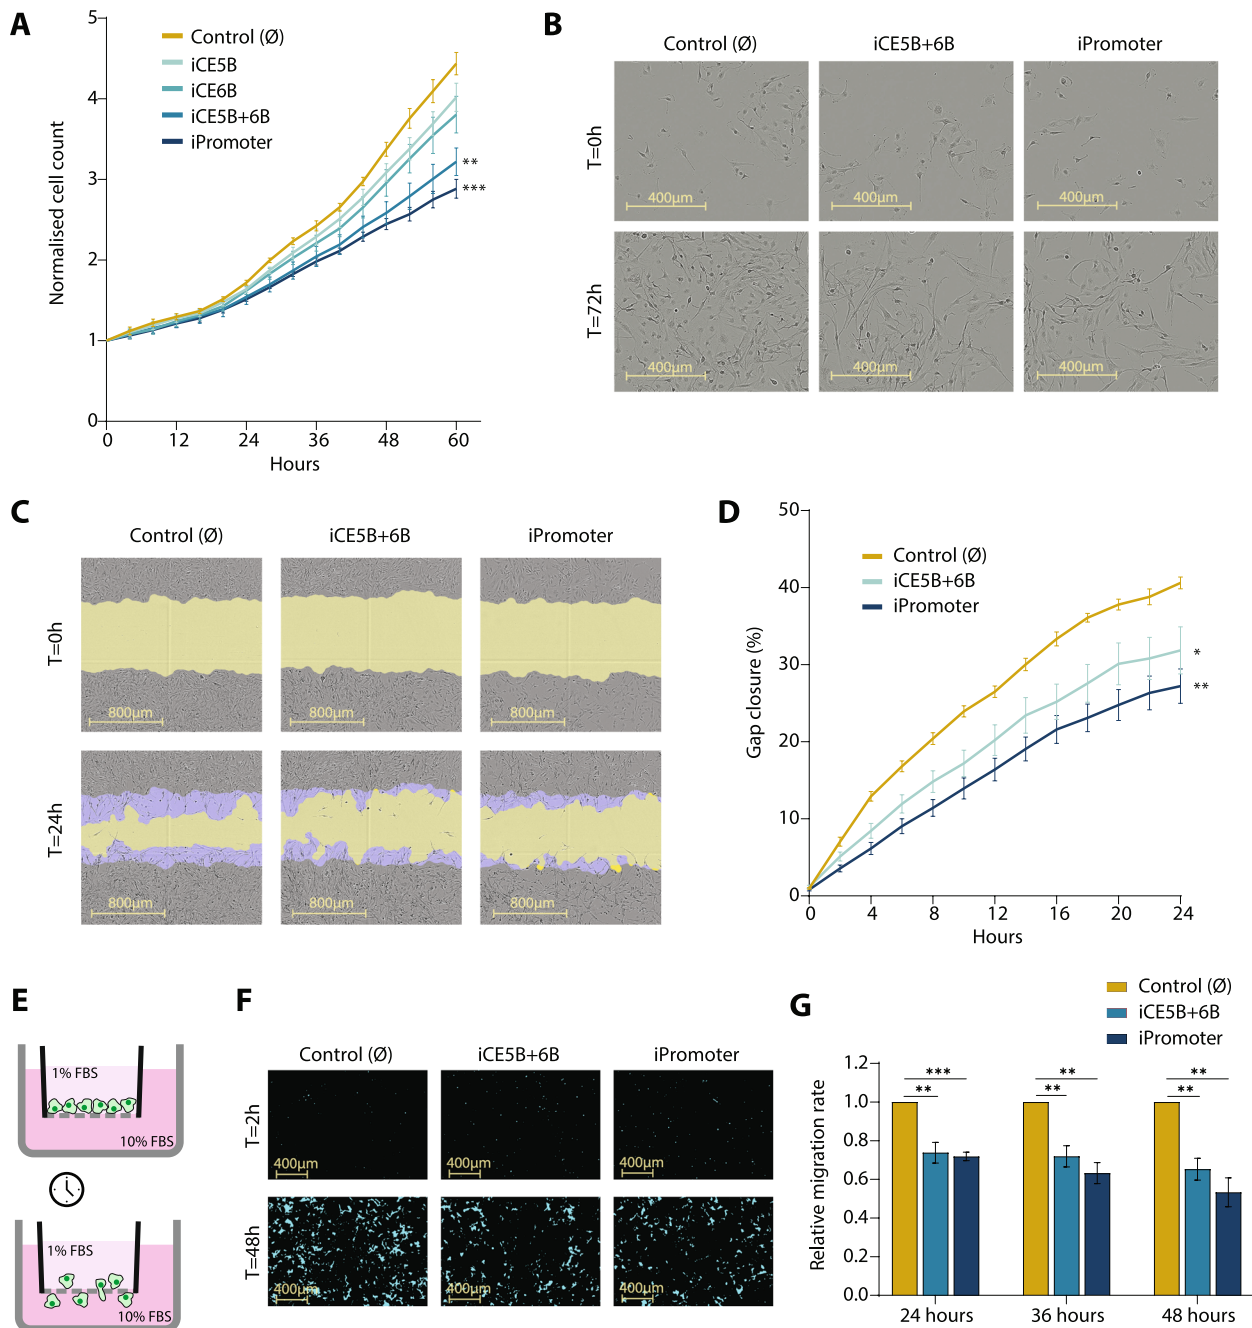 A
5
4
3
2
1
0
Normalised cell count
Control (Ø)
iCE5B
iCE6B
iCE5B+6B
iPromoter
**
***
0 12 24 36 48 60
Hours
B
Control (Ø) iCE5B+6B iPromoter
T=0h
400µm 400µm 400µm
T=72h
400µm 400µm 400µm
C
Control (Ø) iCE5B+6B iPromoter
T=0h
800µm 800µm 800µm
T=24h
800µm 800µm 800µm
D
50
40
30
20
10
0
Gap closure (%)
Control (Ø)
iCE5B+6B
iPromoter
*
**
0 4 8 12 16 20 24
Hours
E
1% FBS
10% FBS
1% FBS
10% FBS
F
Control (Ø) iCE5B+6B iPromoter
T=2h
400µm 400µm 400µm
T=48h
400µm 400µm 400µm
G
Control (Ø)
iCE5B+6B
iPromoter
1.2
1.0
0.8
0.6
0.4
0.2
0.0
Relative migration rate
*** ** **
** ** **
24 hours 36 hours 48 hours